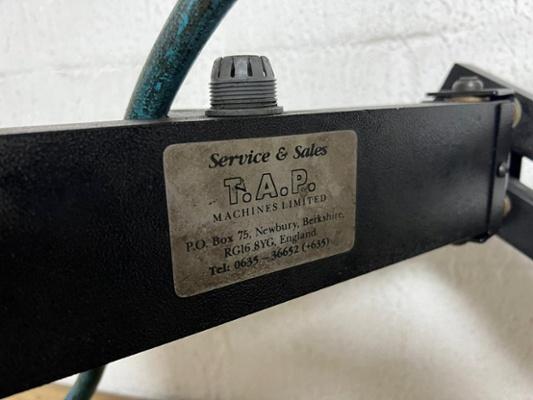 Service & Sales
T.A.P.
MACHINES LIMITED
P.O. Box 75, Newbury, Berkshire,
RG16 8YG, England
Tel: 0635 – 36652 (+635)